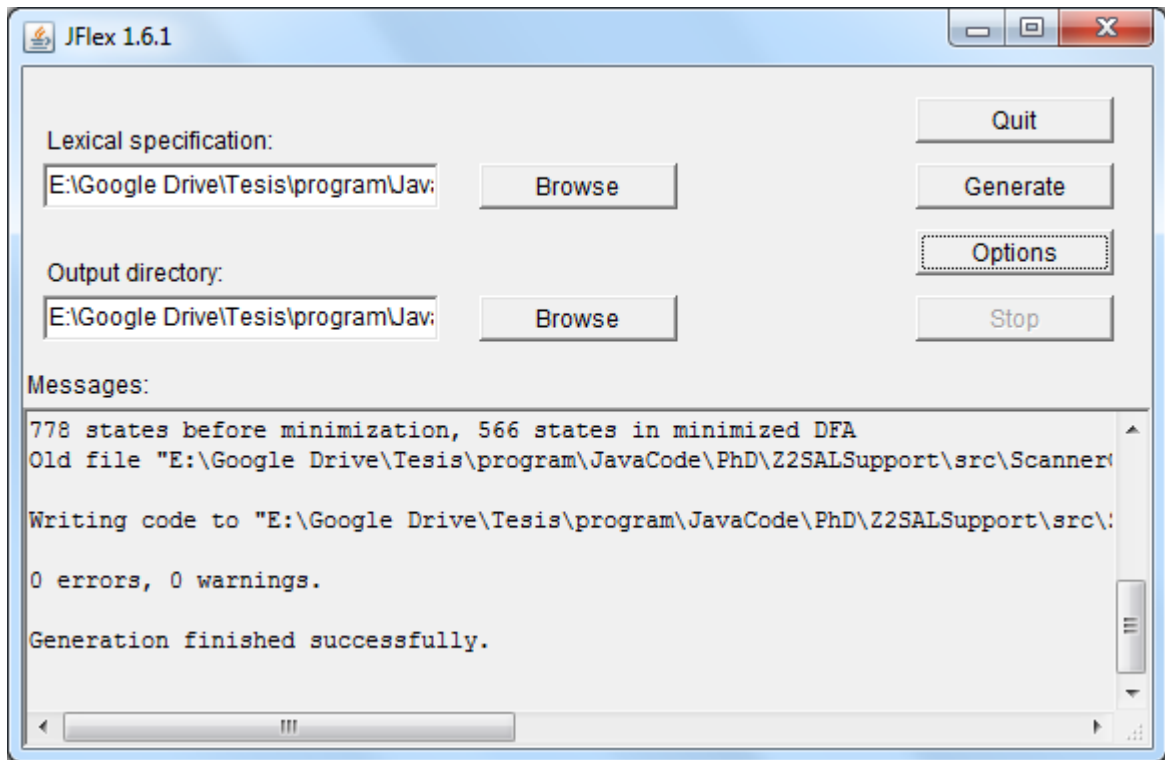 JFlex 1.6.1
Quit
Lexical specification:
E:\Google Drive\Tesis\program\Jav
Browse
Generate
Options
Output directory:
E:\Google Drive\Tesis\program\Jav
Browse
Stop
Messages:
778 states before minimization, 566 states in minimized DFA
Old file "E:\Google Drive\Tesis\program\JavaCode\PhD\Z2SALSupport\src\Scanner
Writing code to "E:\Google Drive\Tesis\program\JavaCode\PhD\Z2SALSupport\src\
0 errors, 0 warnings.
Generation finished successfully.